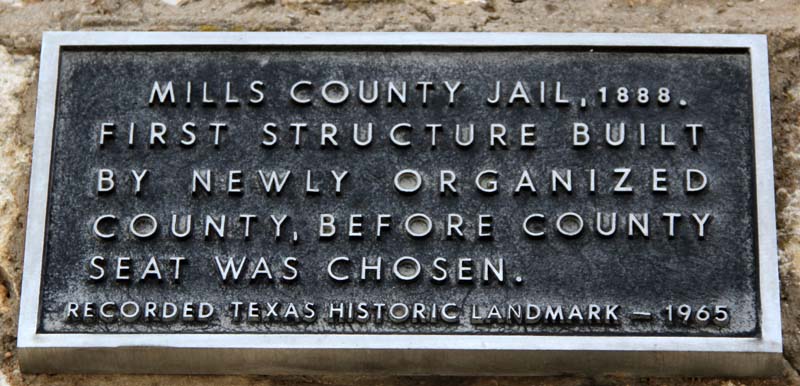 MILLS COUNTY JAIL, 1888.
FIRST STRUCTURE BUILT
BY NEWLY ORGANIZED
COUNTY, BEFORE COUNTY
SEAT WAS CHOSEN.
RECORDED TEXAS HISTORIC LANDMARK – 1965